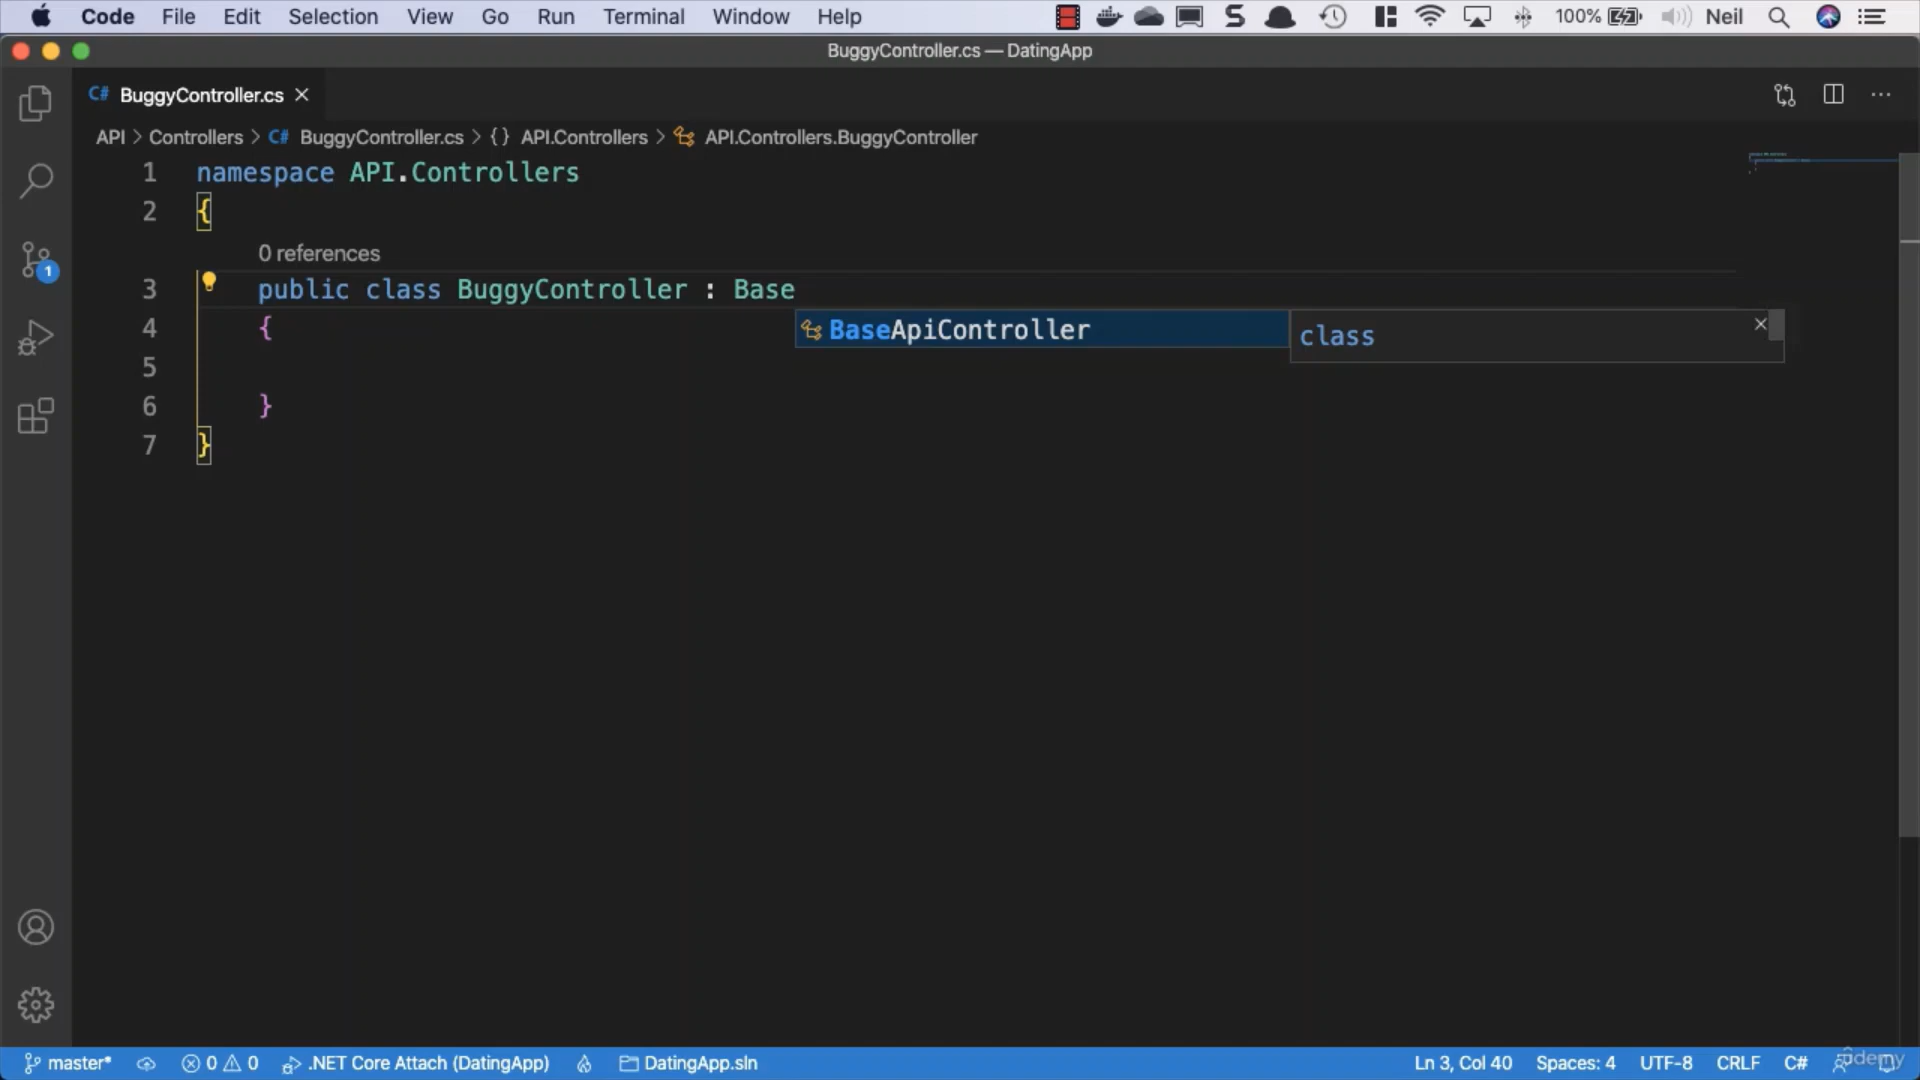 Code File Edit Selection View Go Run Terminal Window Help 100% Neil
BuggyController.cs — DatingApp
C# BuggyController.cs
API > Controllers > C# BuggyController.cs > {} API.Controllers > API.Controllers.BuggyController
1 namespace API.Controllers
2 {
0 references
3 public class BuggyController : Base
4 {
BaseApiController
class
5
6 }
7 }
1
master* 0 0 .NET Core Attach (DatingApp) DatingApp.sln Ln 3, Col 40 Spaces: 4 UTF-8 CRLF C#
udemy